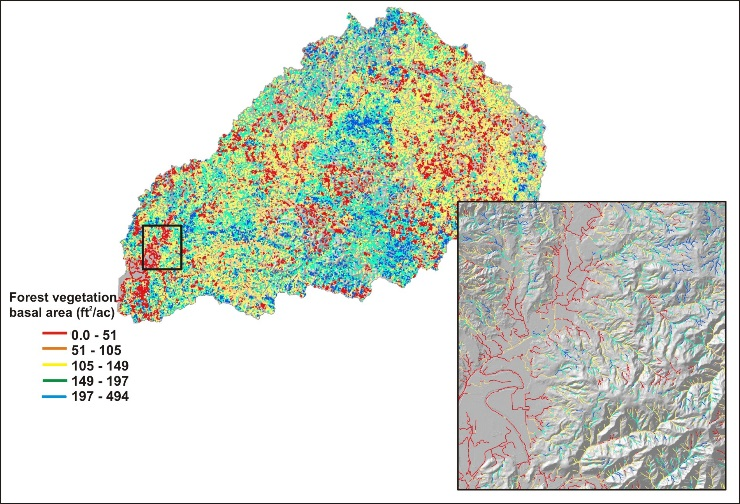 Forest vegetation
basal area (ft²/ac)
0.0 - 51
51 - 105
105 - 149
149 - 197
197 - 494